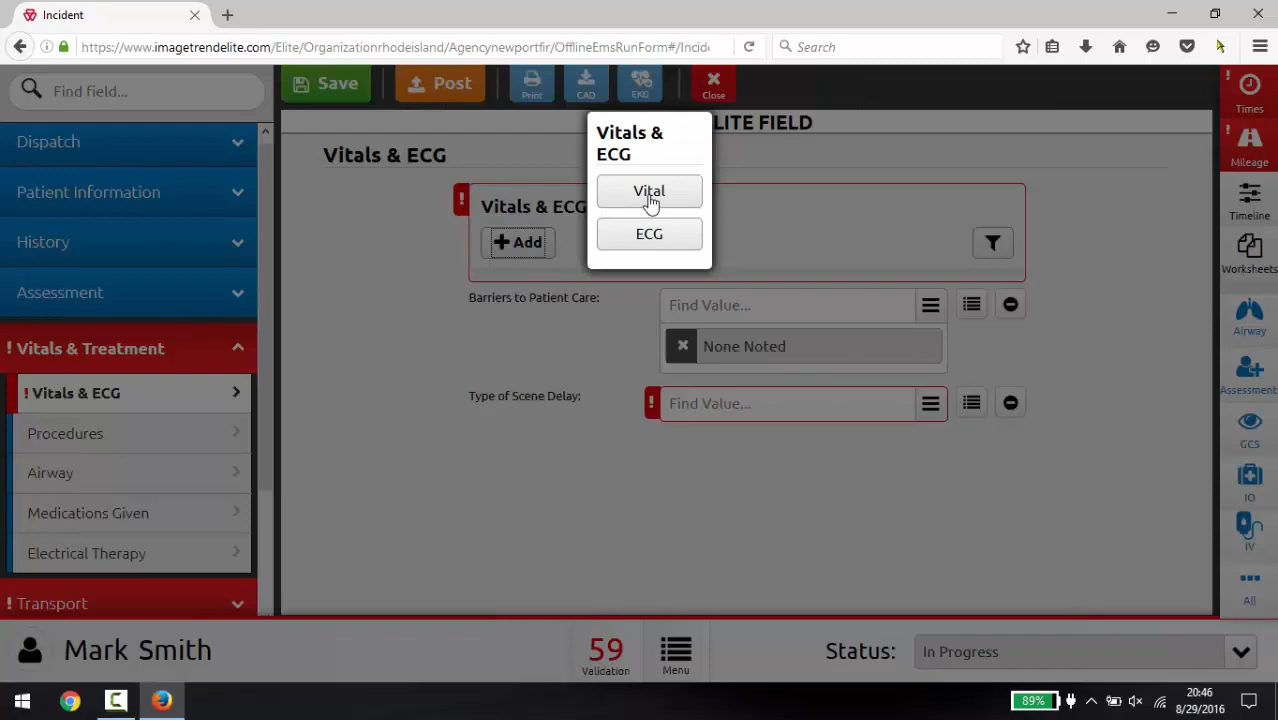 Incident
https://www.imagetrendelite.com/Elite/Organizationrhodeisland/Agencynewportfir/OfflineEmsRunForm#/Incide
Search
Find field...
Save
Post
Print
CAD
EKG
Close
Times
Mileage
Timeline
Worksheets
Airway
Assessment
GCS
IO
IV
All
Dispatch
Patient Information
History
Assessment
! Vitals & Treatment
! Vitals & ECG
Procedures
Airway
Medications Given
Electrical Therapy
! Transport
LITE FIELD
Vitals & ECG
Vitals & ECG
Add
Vitals &
ECG
Vital
ECG
Barriers to Patient Care:
Find Value...
None Noted
Type of Scene Delay:
Find Value...
Mark Smith
59
Validation
Menu
Status:
In Progress
89%
20:46
8/29/2016